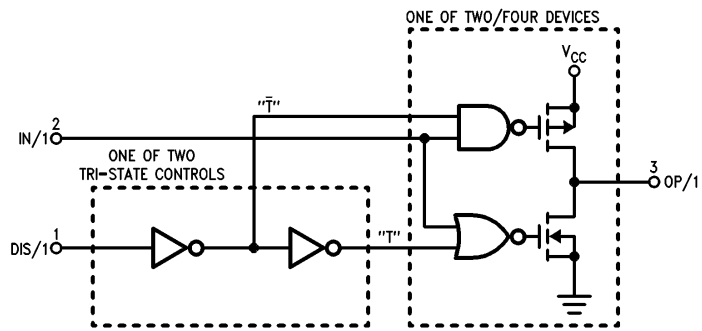 ONE OF TWO/FOUR DEVICES
VCC
"T̄"
2
IN/1
ONE OF TWO
TRI-STATE CONTROLS
3
OP/1
1
DIS/1
"T"